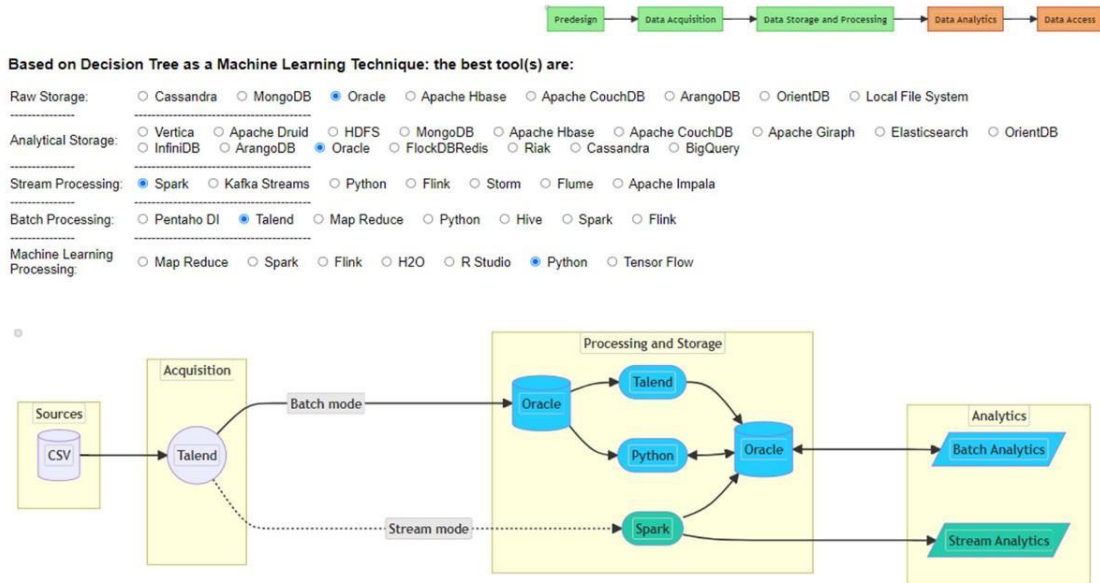 Predesign Data Acquisition Data Storage and Processing Data Analytics Data Access
Based on Decision Tree as a Machine Learning Technique: the best tool(s) are:
Raw Storage: Cassandra MongoDB Oracle Apache Hbase Apache CouchDB ArangoDB OrientDB Local File System
--------------- ----------------------------------------
Analytical Storage: Vertica Apache Druid HDFS MongoDB Apache Hbase Apache CouchDB Apache Giraph Elasticsearch OrientDB
InfiniDB ArangoDB Oracle FlockDBRedis Riak Cassandra BigQuery
--------------- ----------------------------------------
Stream Processing: Spark Kafka Streams Python Flink Storm Flume Apache Impala
--------------- ----------------------------------------
Batch Processing: Pentaho DI Talend Map Reduce Python Hive Spark Flink
--------------- ----------------------------------------
Machine Learning
Processing: Map Reduce Spark Flink H2O R Studio Python Tensor Flow
Sources
CSV
Acquisition
Talend
Batch mode
Stream mode
Processing and Storage
Oracle
Talend
Python
Spark
Oracle
Analytics
Batch Analytics
Stream Analytics